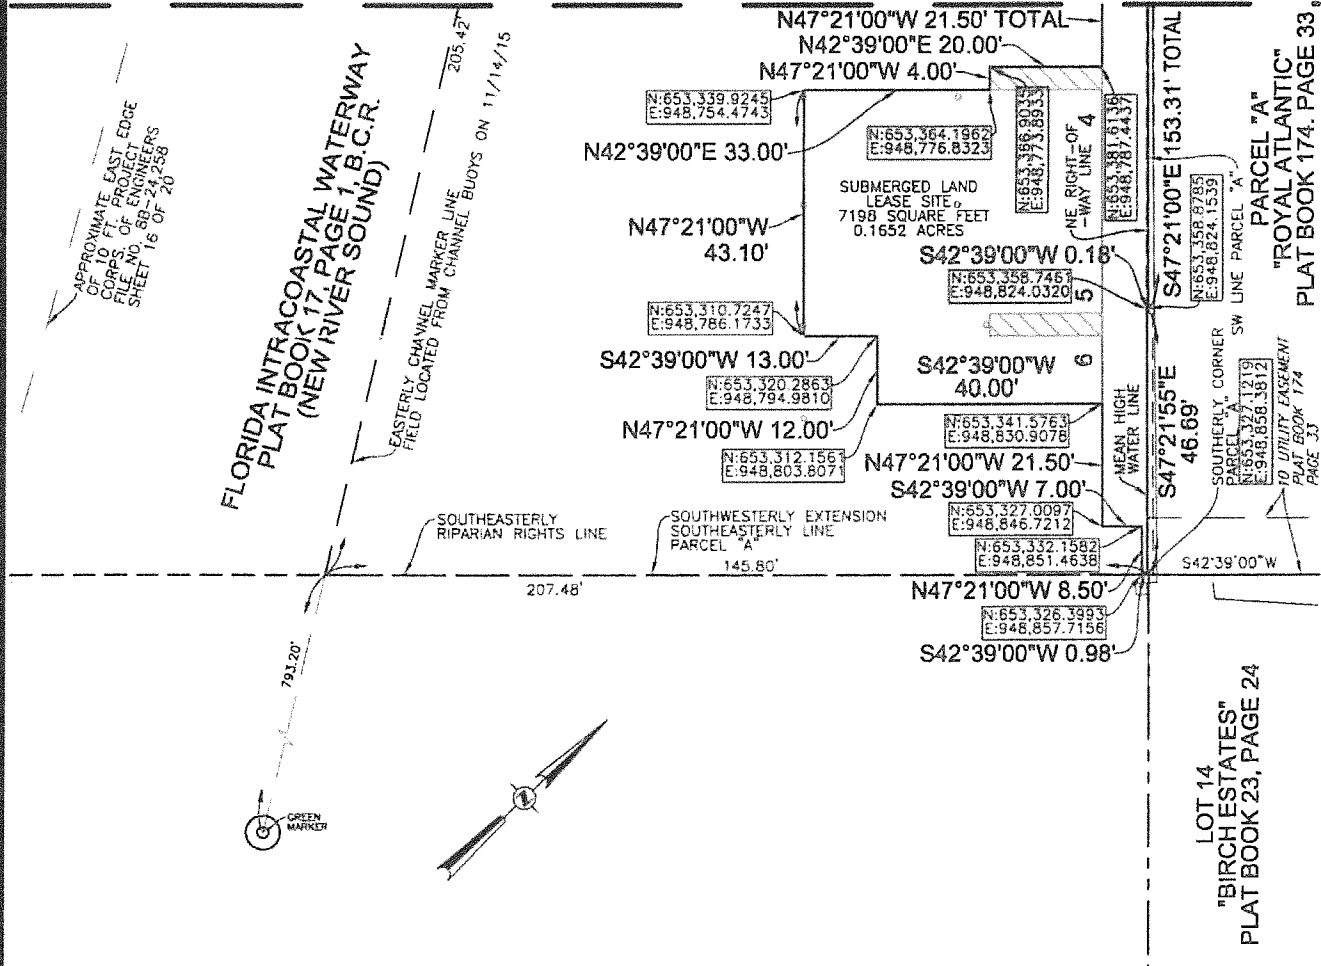 N47°21'00"W 21.50' TOTAL
N42°39'00"E 20.00'
N47°21'00"W 4.00'
N:653,339.9245
E:948,754.4743
N42°39'00"E 33.00'
N:653,364.1962
E:948,776.8323
N:653,366.9035
E:948,773.8933
N:653,381.6136
E:948,787.4437
4
NE RIGHT-OF
-WAY LINE
SUBMERGED LAND
LEASE SITE
7198 SQUARE FEET
0.1652 ACRES
N47°21'00"W
43.10'
S42°39'00"W 0.18'
N:653,358.7461
E:948,824.0320
5
N:653,310.7247
E:948,786.1733
S42°39'00"W 13.00'
N:653,320.2863
E:948,794.9810
S42°39'00"W
40.00'
6
N47°21'00"W 12.00'
N:653,312.1561
E:948,803.8071
N:653,341.5763
E:948,830.9078
N47°21'00"W 21.50'
S42°39'00"W 7.00'
N:653,327.0097
E:948,846.7212
N:653,332.1582
E:948,851.4638
N47°21'00"W 8.50'
N:653,326.3993
E:948,857.7156
S42°39'00"W 0.98'
MEAN HIGH
WATER LINE
S47°21'00"E 153.31' TOTAL
N:653,358.8785
E:948,824.1539
SW LINE PARCEL "A"
PARCEL "A"
"ROYAL ATLANTIC"
PLAT BOOK 174, PAGE 33
S47°21'55"E
46.69'
SOUTHERLY CORNER
PARCEL "A"
N:653,327.1219
E:948,858.3812
10' UTILITY EASEMENT
PLAT BOOK 174
PAGE 33
S42°39'00"W
APPROXIMATE EAST EDGE
OF 10 FT. PROJECT
CORPS. OF ENGINEERS
FILE NO. 8B-24,258
SHEET 16 OF 20
FLORIDA INTRACOASTAL WATERWAY
PLAT BOOK 17, PAGE 1, B.C.R.
(NEW RIVER SOUND)
205.42'
EASTERLY CHANNEL MARKER LINE
FIELD LOCATED FROM CHANNEL BUOYS ON 11/14/15
SOUTHEASTERLY
RIPARIAN RIGHTS LINE
SOUTHWESTERLY EXTENSION
SOUTHEASTERLY LINE
PARCEL "A"
145.80'
207.48'
793.20'
GREEN
MARKER
Z
LOT 14
"BIRCH ESTATES"
PLAT BOOK 23, PAGE 24